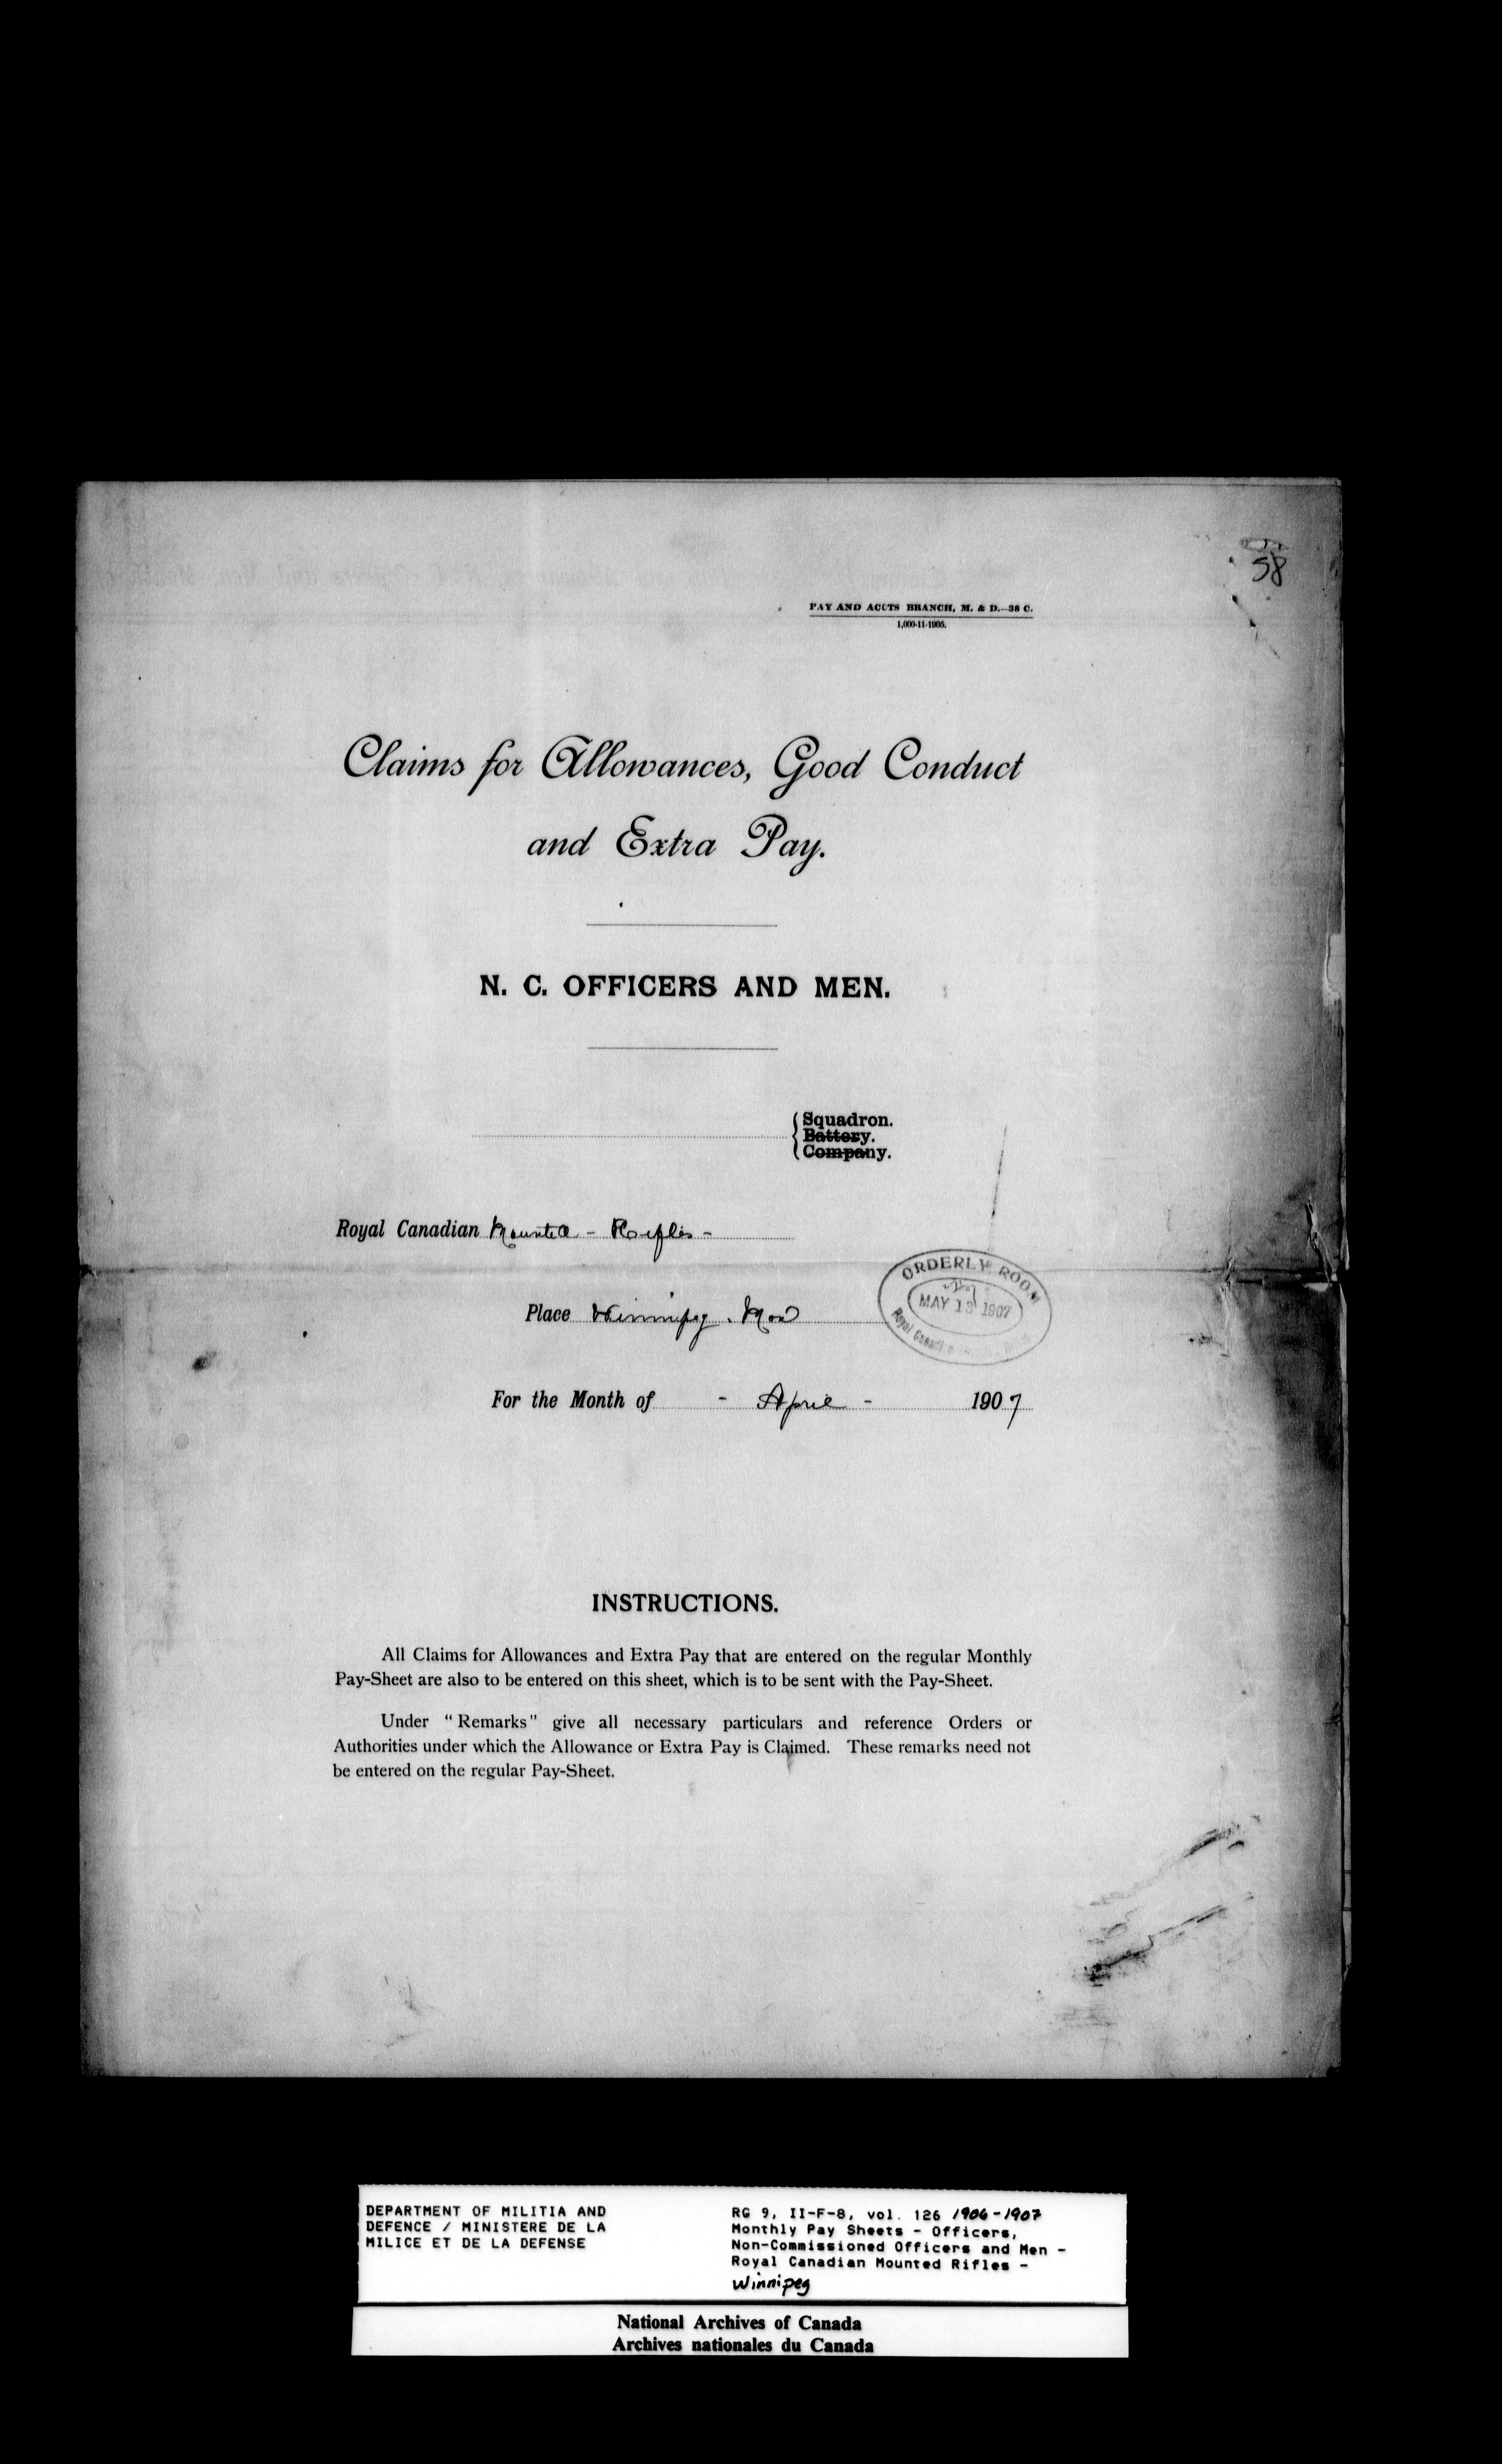 58
PAY AND ACCTS BRANCH, M. & D.—38 C.
1,000-11-1905.
Claims for Allowances, Good Conduct
and Extra Pay.
N. C. OFFICERS AND MEN.
Squadron.
Battery.
Company.
Royal Canadian Mounted - Rifles -
Place Winnipeg. Man
ORDERLY ROOM
MAY 13 1907
Royal Canadian
For the Month of - April - 1907
INSTRUCTIONS.
All Claims for Allowances and Extra Pay that are entered on the regular Monthly
Pay-Sheet are also to be entered on this sheet, which is to be sent with the Pay-Sheet.
Under "Remarks" give all necessary particulars and reference Orders or
Authorities under which the Allowance or Extra Pay is Claimed. These remarks need not
be entered on the regular Pay-Sheet.
DEPARTMENT OF MILITIA AND
DEFENCE / MINISTERE DE LA
MILICE ET DE LA DEFENSE
RG 9, II-F-8, vol. 126 1906-1907
Monthly Pay Sheets - Officers,
Non-Commissioned Officers and Men -
Royal Canadian Mounted Rifles -
Winnipeg
National Archives of Canada
Archives nationales du Canada